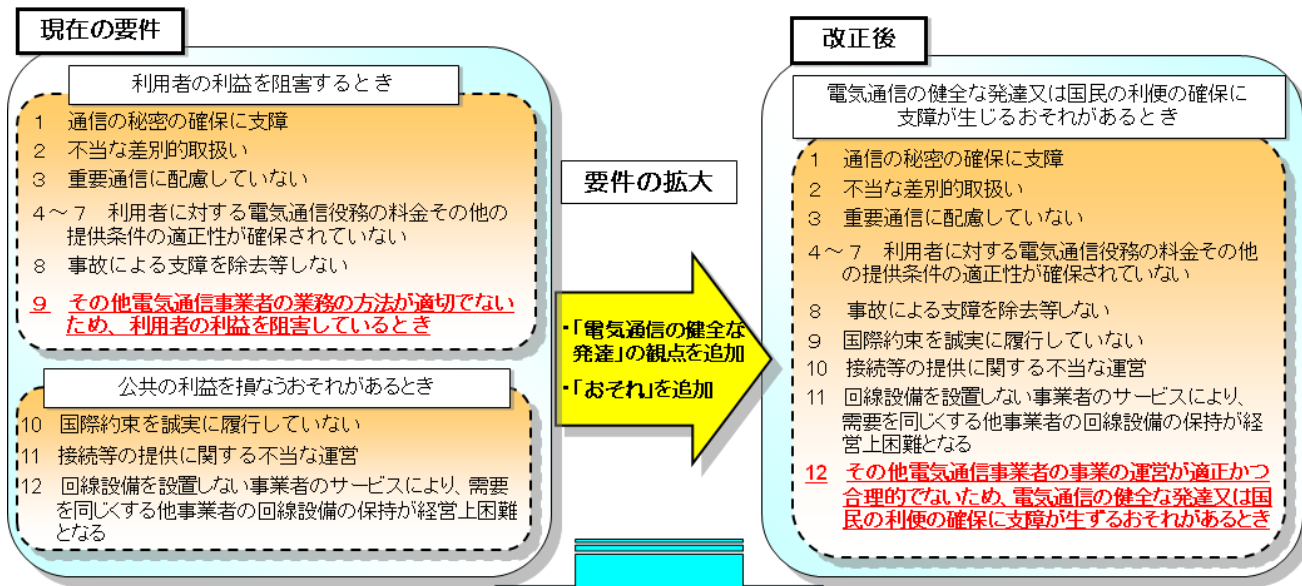 現在の要件
利用者の利益を阻害するとき
1 通信の秘密の確保に支障
2 不当な差別的取扱い
3 重要通信に配慮していない
4～7 利用者に対する電気通信役務の料金その他の
提供条件の適正性が確保されていない
8 事故による支障を除去等しない
9 その他電気通信事業者の業務の方法が適切でない
ため、利用者の利益を阻害しているとき
公共の利益を損なうおそれがあるとき
10 国際約束を誠実に履行していない
11 接続等の提供に関する不当な運営
12 回線設備を設置しない事業者のサービスにより、需要
を同じくする他事業者の回線設備の保持が経営上困難
となる
要件の拡大
・「電気通信の健全な
発達」の観点を追加
・「おそれ」を追加
改正後
電気通信の健全な発達又は国民の利便の確保に
支障が生じるおそれがあるとき
1 通信の秘密の確保に支障
2 不当な差別的取扱い
3 重要通信に配慮していない
4～7 利用者に対する電気通信役務の料金その他
の提供条件の適正性が確保されていない
8 事故による支障を除去等しない
9 国際約束を誠実に履行していない
10 接続等の提供に関する不当な運営
11 回線設備を設置しない事業者のサービスにより、
需要を同じくする他事業者の回線設備の保持が経
営上困難となる
12 その他電気通信事業者の事業の運営が適正かつ
合理的でないため、電気通信の健全な発達又は国
民の利便の確保に支障が生ずるおそれがあるとき